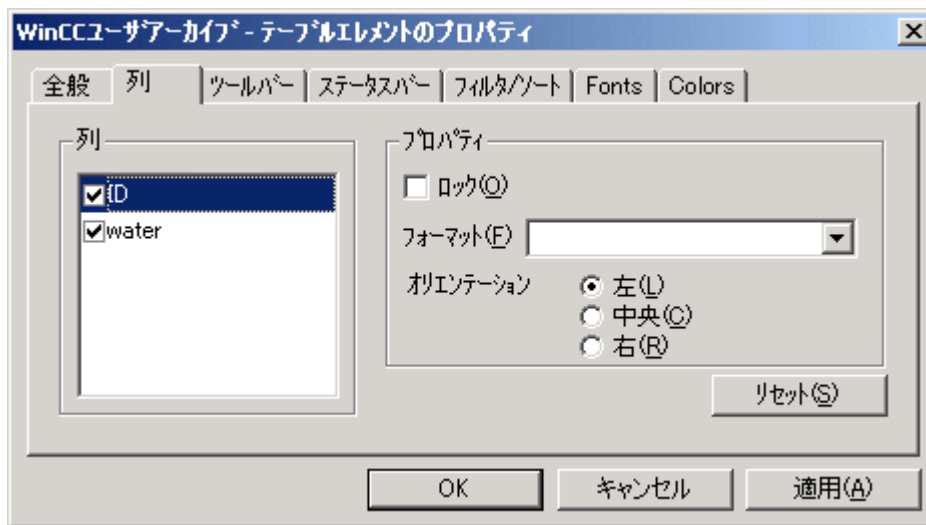 WinCCユーザアーカイブ - テーブルエレメントのプロパティ
全般 列 ツールバー ステータスバー フィルタ/ソート Fonts Colors
列
{D
water
プロパティ
ロック(O)
フォーマット(F)
オリエンテーション
左(L)
中央(C)
右(R)
リセット(S)
OK キャンセル 適用(A)